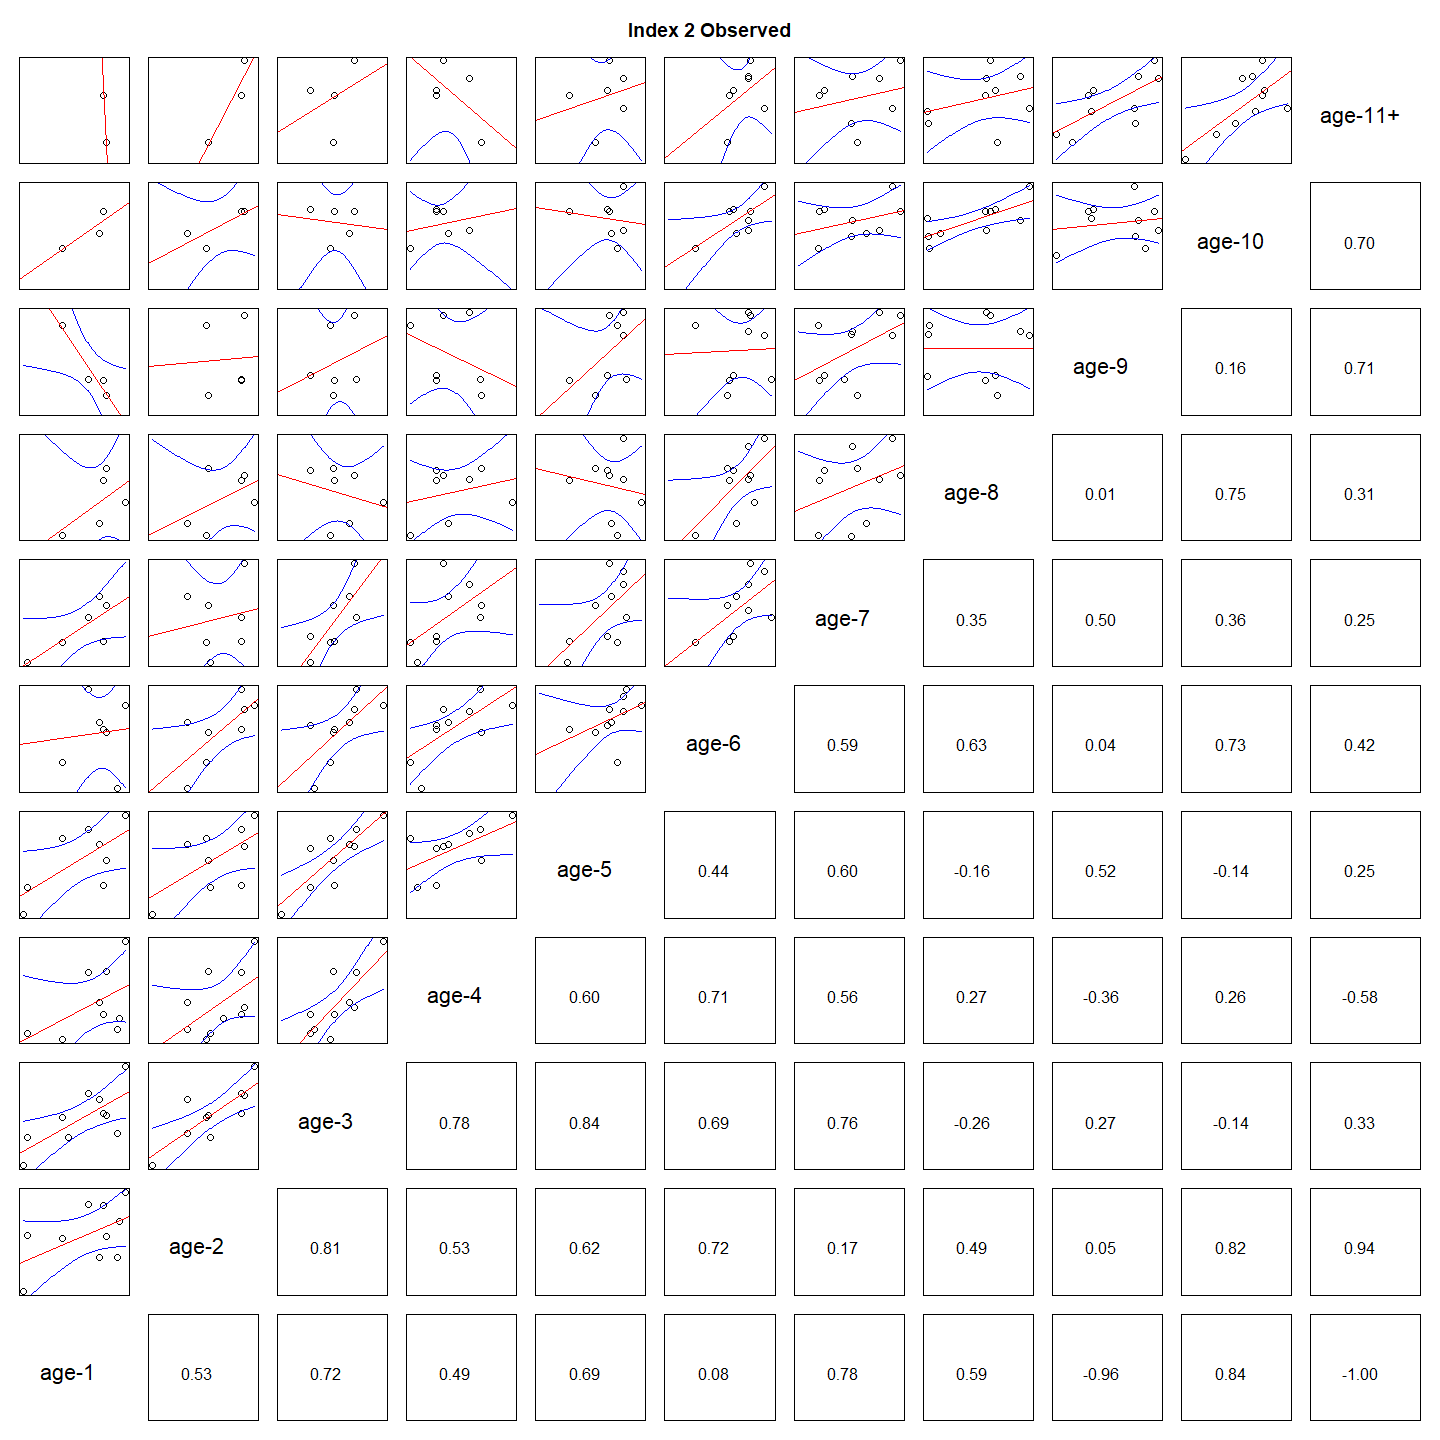 Index 2 Observed
age-11+
age-10 0.70
age-9 0.16 0.71
age-8 0.01 0.75 0.31
age-7 0.35 0.50 0.36 0.25
age-6 0.59 0.63 0.04 0.73 0.42
age-5 0.44 0.60 -0.16 0.52 -0.14 0.25
age-4 0.60 0.71 0.56 0.27 -0.36 0.26 -0.58
age-3 0.78 0.84 0.69 0.76 -0.26 0.27 -0.14 0.33
age-2 0.81 0.53 0.62 0.72 0.17 0.49 0.05 0.82 0.94
age-1 0.53 0.72 0.49 0.69 0.08 0.78 0.59 -0.96 0.84 -1.00